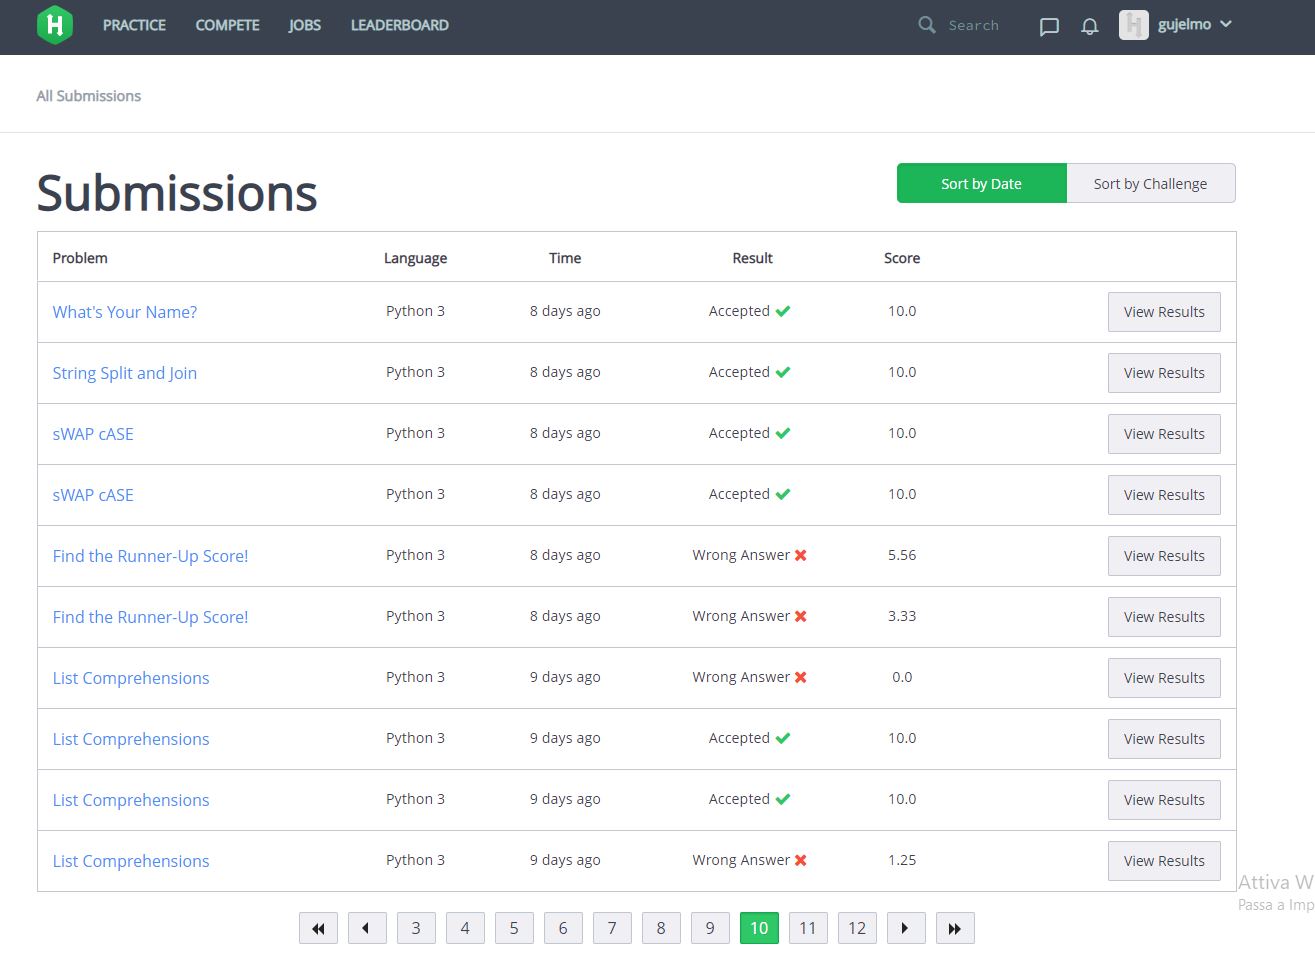 PRACTICE COMPETE JOBS LEADERBOARD Search gujelmo
All Submissions
Submissions
Sort by Date Sort by Challenge
Problem Language Time Result Score
What's Your Name? Python 3 8 days ago Accepted 10.0 View Results
String Split and Join Python 3 8 days ago Accepted 10.0 View Results
sWAP cASE Python 3 8 days ago Accepted 10.0 View Results
sWAP cASE Python 3 8 days ago Accepted 10.0 View Results
Find the Runner-Up Score! Python 3 8 days ago Wrong Answer 5.56 View Results
Find the Runner-Up Score! Python 3 8 days ago Wrong Answer 3.33 View Results
List Comprehensions Python 3 9 days ago Wrong Answer 0.0 View Results
List Comprehensions Python 3 9 days ago Accepted 10.0 View Results
List Comprehensions Python 3 9 days ago Accepted 10.0 View Results
List Comprehensions Python 3 9 days ago Wrong Answer 1.25 View Results
Attiva W
Passa a Imp
3 4 5 6 7 8 9 10 11 12